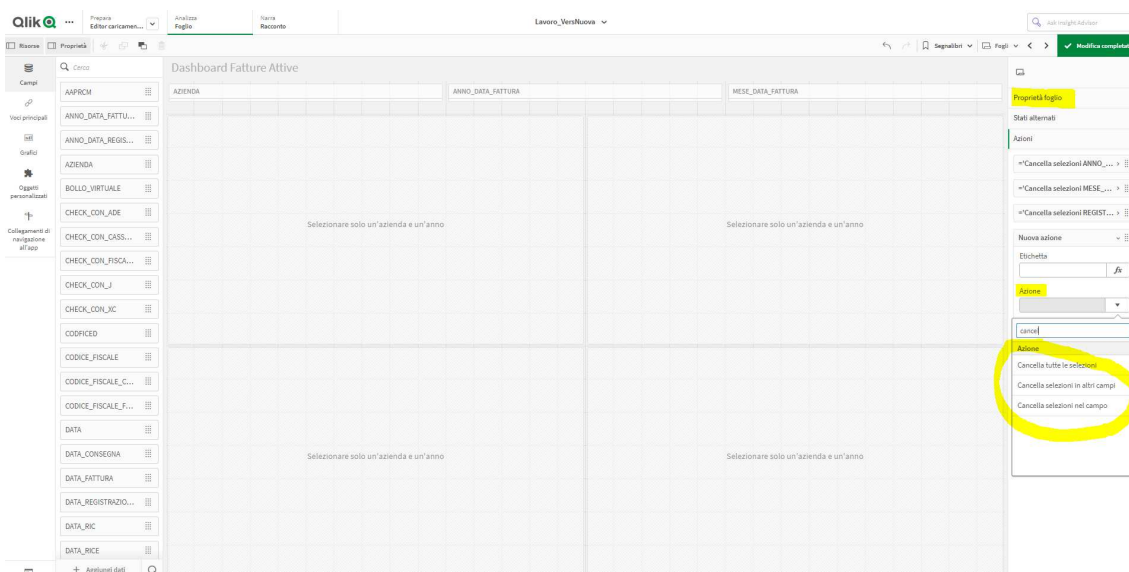 Qlik
Prepara
Editor caricamen...
Analizza
Foglio
Narra
Racconto
Lavoro_VersNuova
Ask Insight Advisor
Risorse
Proprietà
Segnalibri
Fogli
Modifica completat
Campi
Voci principali
Grafici
Oggetti
personalizzati
Collegamenti di
navigazione
all'app
Cerca
AAPRCM
ANNO_DATA_FATTU...
ANNO_DATA_REGIS...
AZIENDA
BOLLO_VIRTUALE
CHECK_CON_ADE
CHECK_CON_CASS...
CHECK_CON_FISCA...
CHECK_CON_J
CHECK_CON_XC
CODFICED
CODICE_FISCALE
CODICE_FISCALE_C...
CODICE_FISCALE_F...
DATA
DATA_CONSEGNA
DATA_FATTURA
DATA_REGISTRAZIO...
DATA_RIC
DATA_RICE
+ Aggiungi dati
Dashboard Fatture Attive
AZIENDA
ANNO_DATA_FATTURA
MESE_DATA_FATTURA
Selezionare solo un'azienda e un'anno
Selezionare solo un'azienda e un'anno
Selezionare solo un'azienda e un'anno
Selezionare solo un'azienda e un'anno
Proprietà foglio
Stati alternati
Azioni
='Cancella selezioni ANNO_...
='Cancella selezioni MESE_...
='Cancella selezioni REGIST...
Nuova azione
Etichetta
fx
Azione
cancel
Azione
Cancella tutte le selezioni
Cancella selezioni in altri campi
Cancella selezioni nel campo